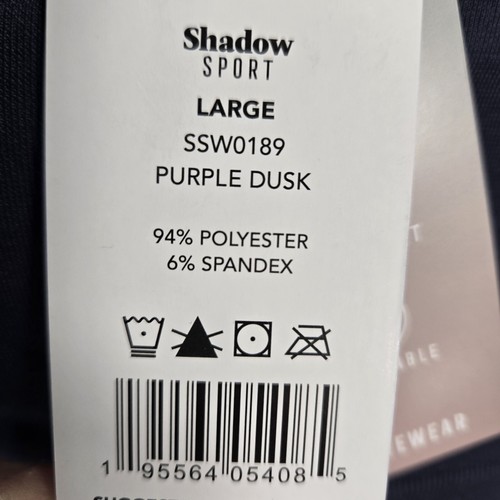 Shadow
SPORT
LARGE
SSW0189
PURPLE DUSK
94% POLYESTER
6% SPANDEX
1 95564 05408 5